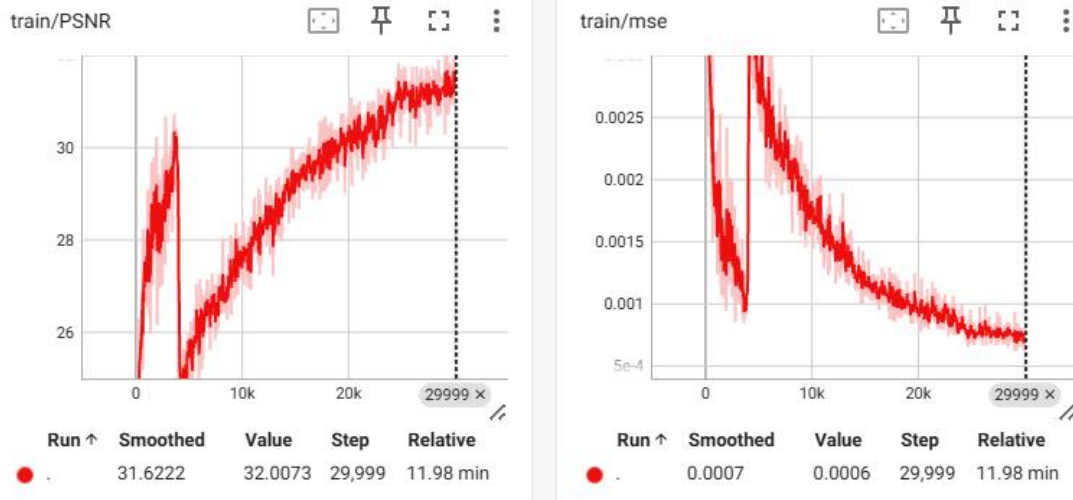 train/PSNR
30
28
26
0
10k
20k
29999 ×
Run ↑ Smoothed Value Step Relative
. 31.6222 32.0073 29,999 11.98 min
train/mse
0.0025
0.002
0.0015
0.001
5e-4
0
10k
20k
29999 ×
Run ↑ Smoothed Value Step Relative
. 0.0007 0.0006 29,999 11.98 min